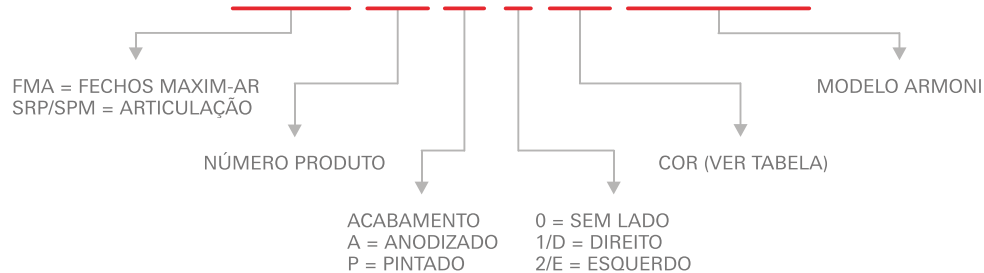 FMA = FECHOS MAXIM-AR
SRP/SPM = ARTICULAÇÃO
MODELO ARMONI
NÚMERO PRODUTO
COR (VER TABELA)
ACABAMENTO
A = ANODIZADO
P = PINTADO
0 = SEM LADO
1/D = DIREITO
2/E = ESQUERDO